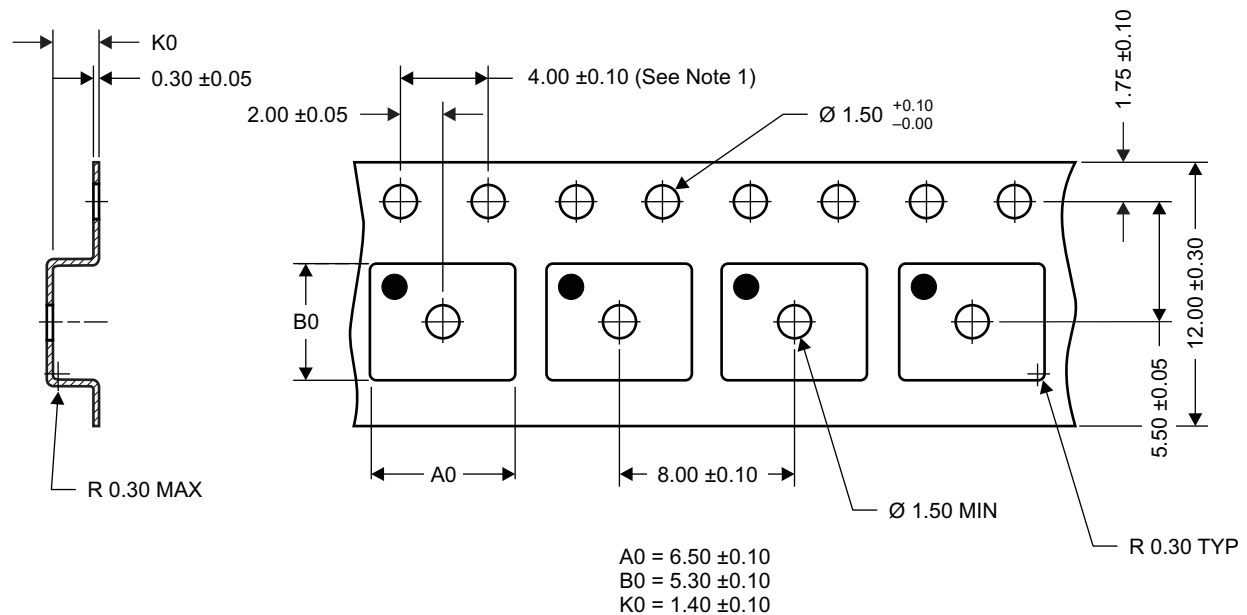 K0
0.30 ±0.05
4.00 ±0.10 (See Note 1)
2.00 ±0.05
Ø 1.50 +0.10 –0.00
1.75 ±0.10
12.00 ±0.30
5.50 ±0.05
B0
A0
8.00 ±0.10
R 0.30 MAX
Ø 1.50 MIN
R 0.30 TYP
A0 = 6.50 ±0.10
B0 = 5.30 ±0.10
K0 = 1.40 ±0.10